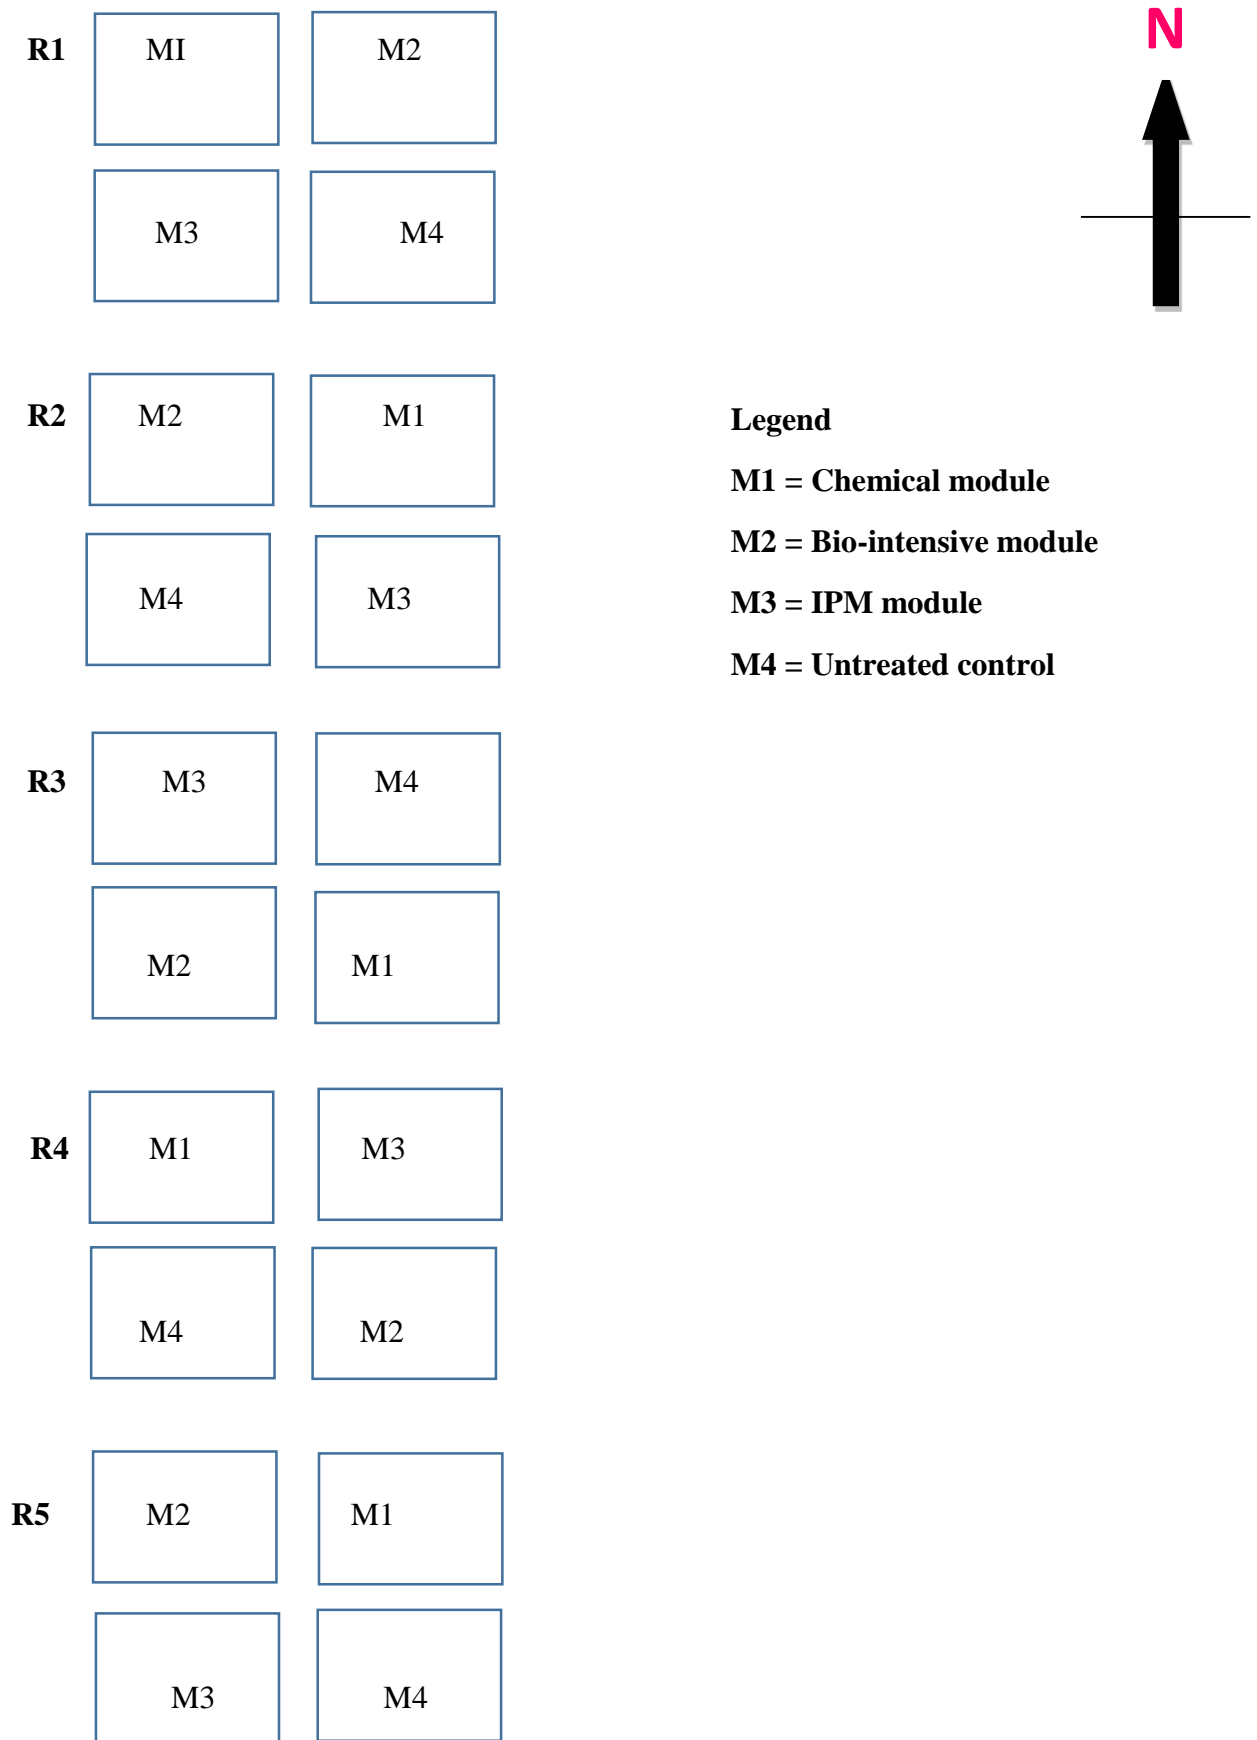 N
R1 MI M2
M3 M4
R2 M2 M1
M4 M3
Legend
M1 = Chemical module
M2 = Bio-intensive module
M3 = IPM module
M4 = Untreated control
R3 M3 M4
M2 M1
R4 M1 M3
M4 M2
R5 M2 M1
M3 M4